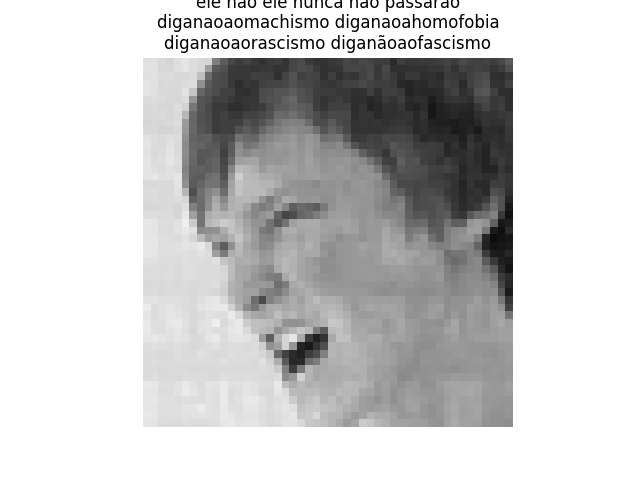 ele não ele nunca não passarão
diganaoaomachismo diganaoahomofobia
diganaoaorascismo diganãoaofascismo